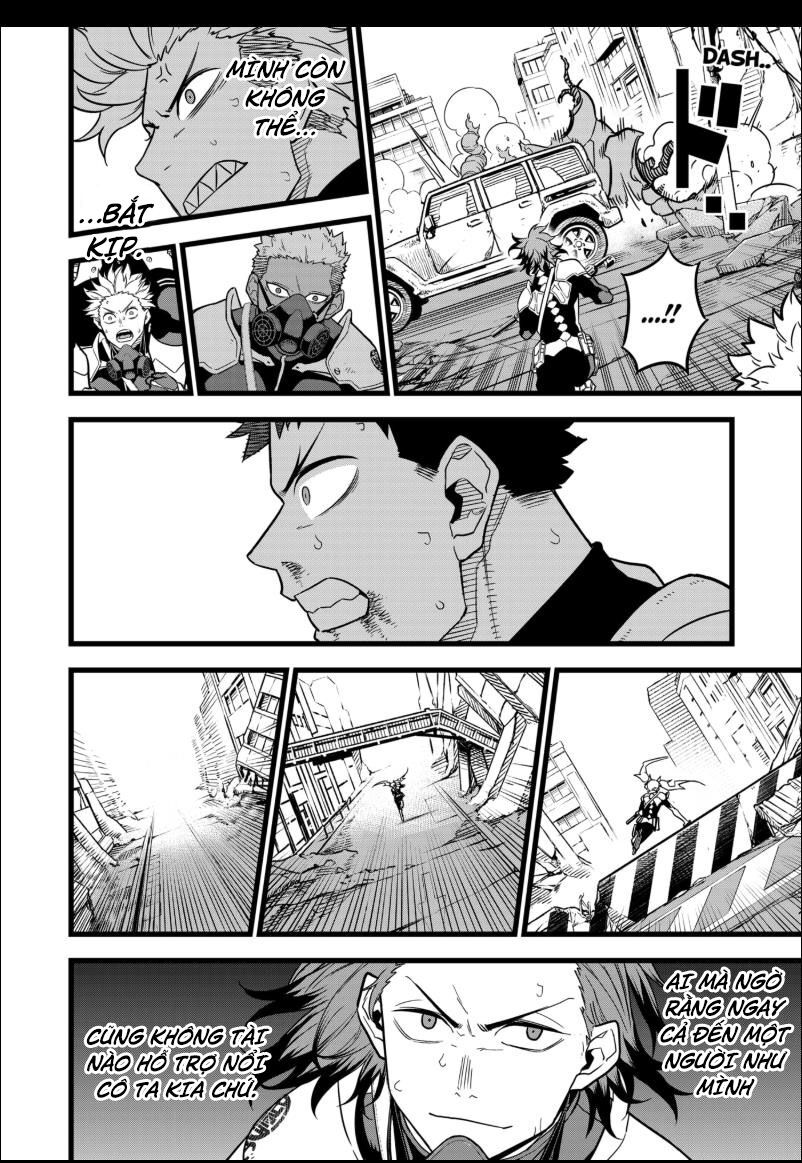 DASH..
ド..
...!!
MÌNH CÒN
KHÔNG
THỂ...
...BẮT
KỊP.
AI MÀ NGỜ
RẰNG NGAY
CẢ ĐẾN MỘT
NGƯỜI NHƯ
MÌNH
CŨNG KHÔNG TÀI
NÀO HỔ TRỢ NỔI
CÔ TA KIA CHỨ.